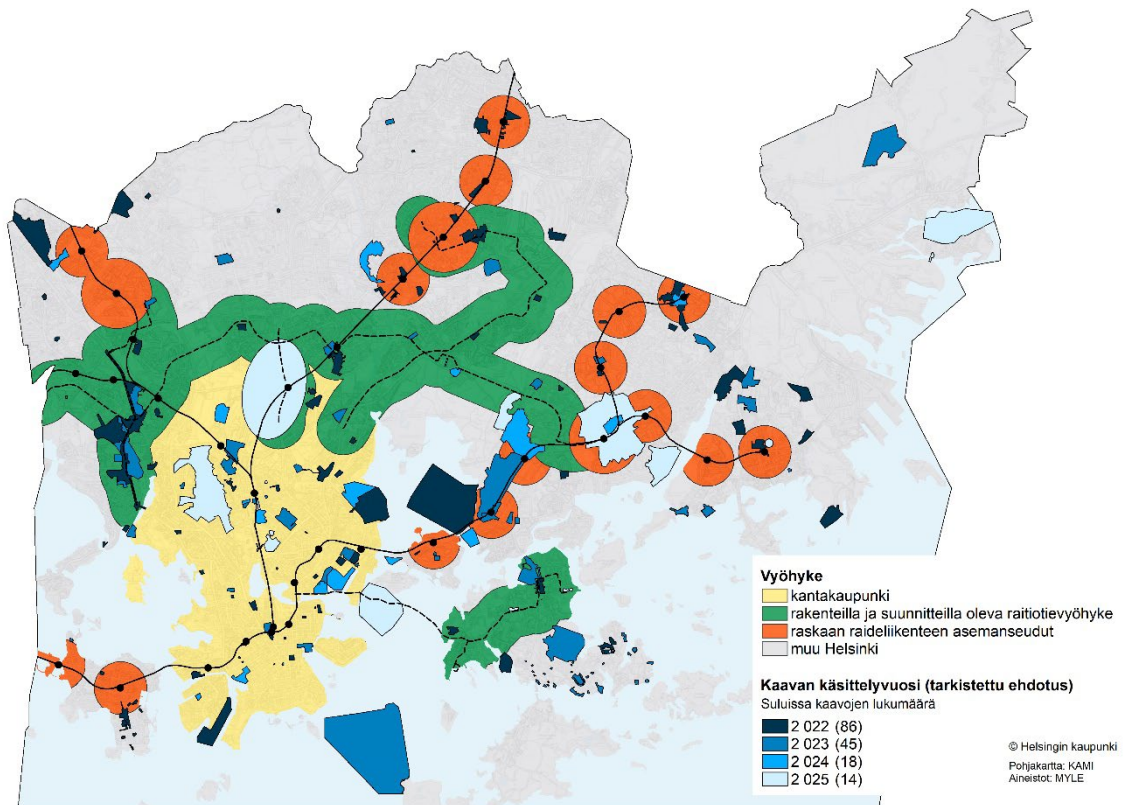 Vyöhyke
kantakaupunki
rakenteilla ja suunnitteilla oleva raitiotievyöhyke
raskaan raideliikenteen asemanseudut
muu Helsinki
Kaavan käsittelyvuosi (tarkistettu ehdotus)
Suluissa kaavojen lukumäärä
2 022 (86)
2 023 (45)
2 024 (18)
2 025 (14)
© Helsingin kaupunki
Pohjakartta: KAMI
Aineistot: MYLE